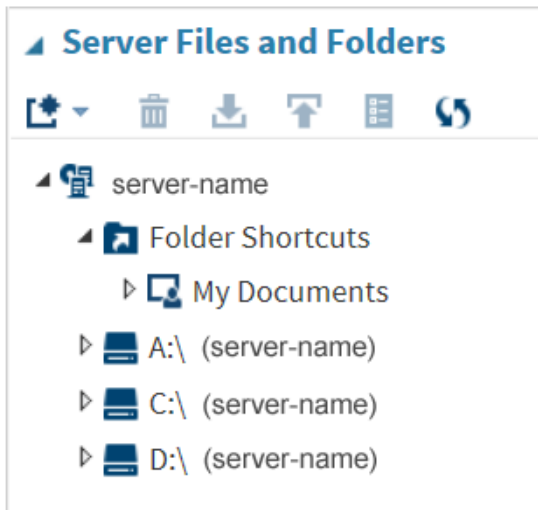 Server Files and Folders
server-name
Folder Shortcuts
My Documents
A:\ (server-name)
C:\ (server-name)
D:\ (server-name)